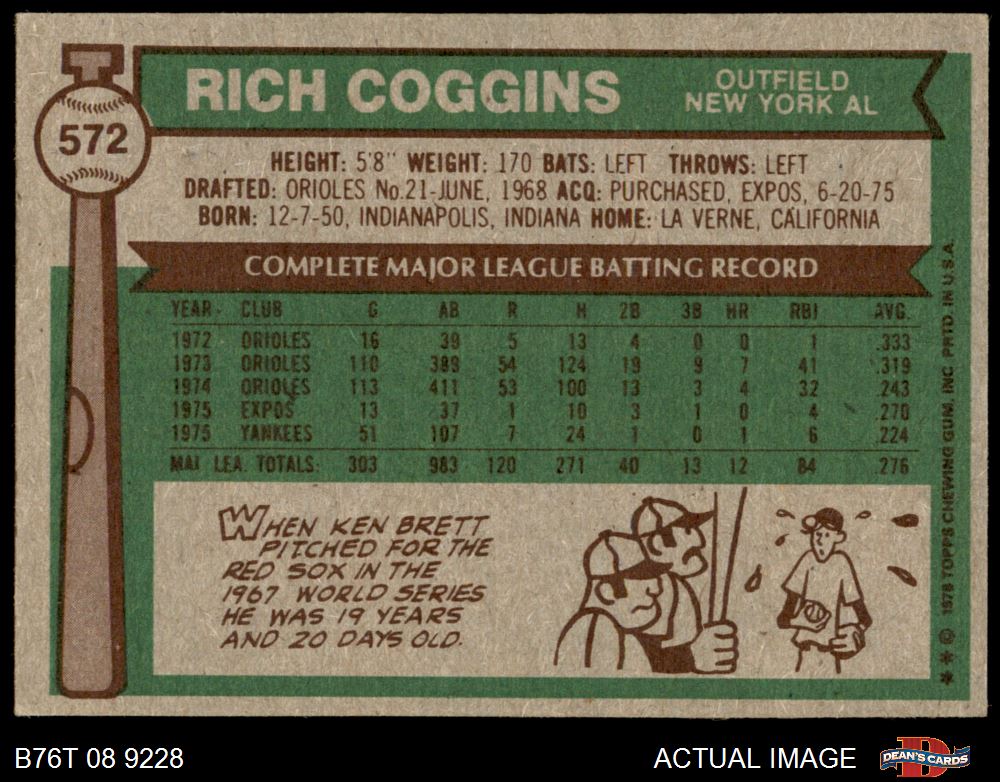 RICH COGGINS
OUTFIELD
NEW YORK AL
572
HEIGHT: 5'8" WEIGHT: 170 BATS: LEFT THROWS: LEFT
DRAFTED: ORIOLES No.21-JUNE, 1968 ACQ: PURCHASED, EXPOS, 6-20-75
BORN: 12-7-50, INDIANAPOLIS, INDIANA HOME: LA VERNE, CALIFORNIA
COMPLETE MAJOR LEAGUE BATTING RECORD
YEAR CLUB G AB R H 2B 3B HR RBI AVG.
1972 ORIOLES 16 39 5 13 4 0 0 1 .333
1973 ORIOLES 110 389 54 124 19 9 7 41 .319
1974 ORIOLES 113 411 53 100 13 3 4 32 .243
1975 EXPOS 13 37 1 10 3 1 0 4 .270
1975 YANKEES 51 107 7 24 1 0 1 6 .224
MAJ. LEA. TOTALS: 303 983 120 271 40 13 12 84 .276
WHEN KEN BRETT
PITCHED FOR THE
RED SOX IN THE
1967 WORLD SERIES
HE WAS 19 YEARS
AND 20 DAYS OLD.
** © 1976 TOPPS CHEWING GUM, INC. PRTD. IN U.S.A.
B76T 08 9228
ACTUAL IMAGE
D
DEAN'S CARDS